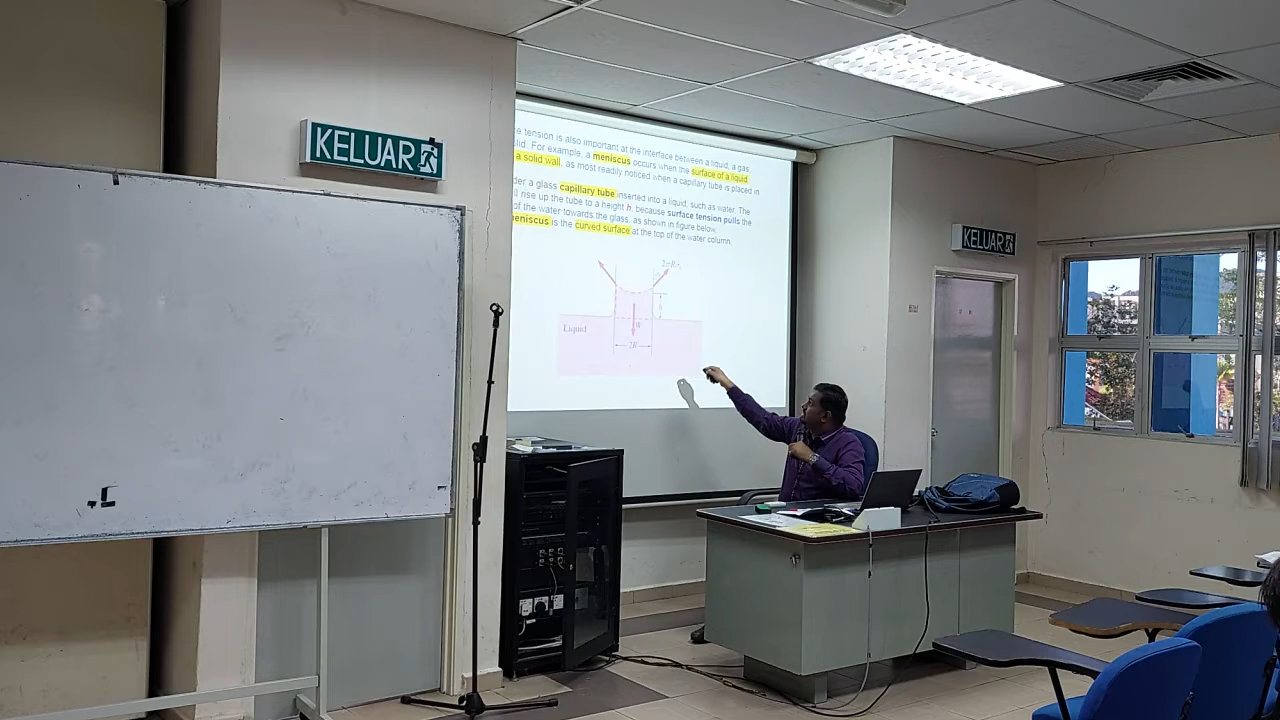 KELUAR
e tension is also important at the interface between a liquid, a gas,
lid. For example, a meniscus occurs when the surface of a liquid
a solid wall, as most readily noticed when a capillary tube is placed in
der a glass capillary tube inserted into a liquid, such as water. The
ll rise up the tube to a height h, because surface tension pulls the
of the water towards the glass, as shown in figure below.
eniscus is the curved surface at the top of the water column.
Liquid
W
2R
KELUAR